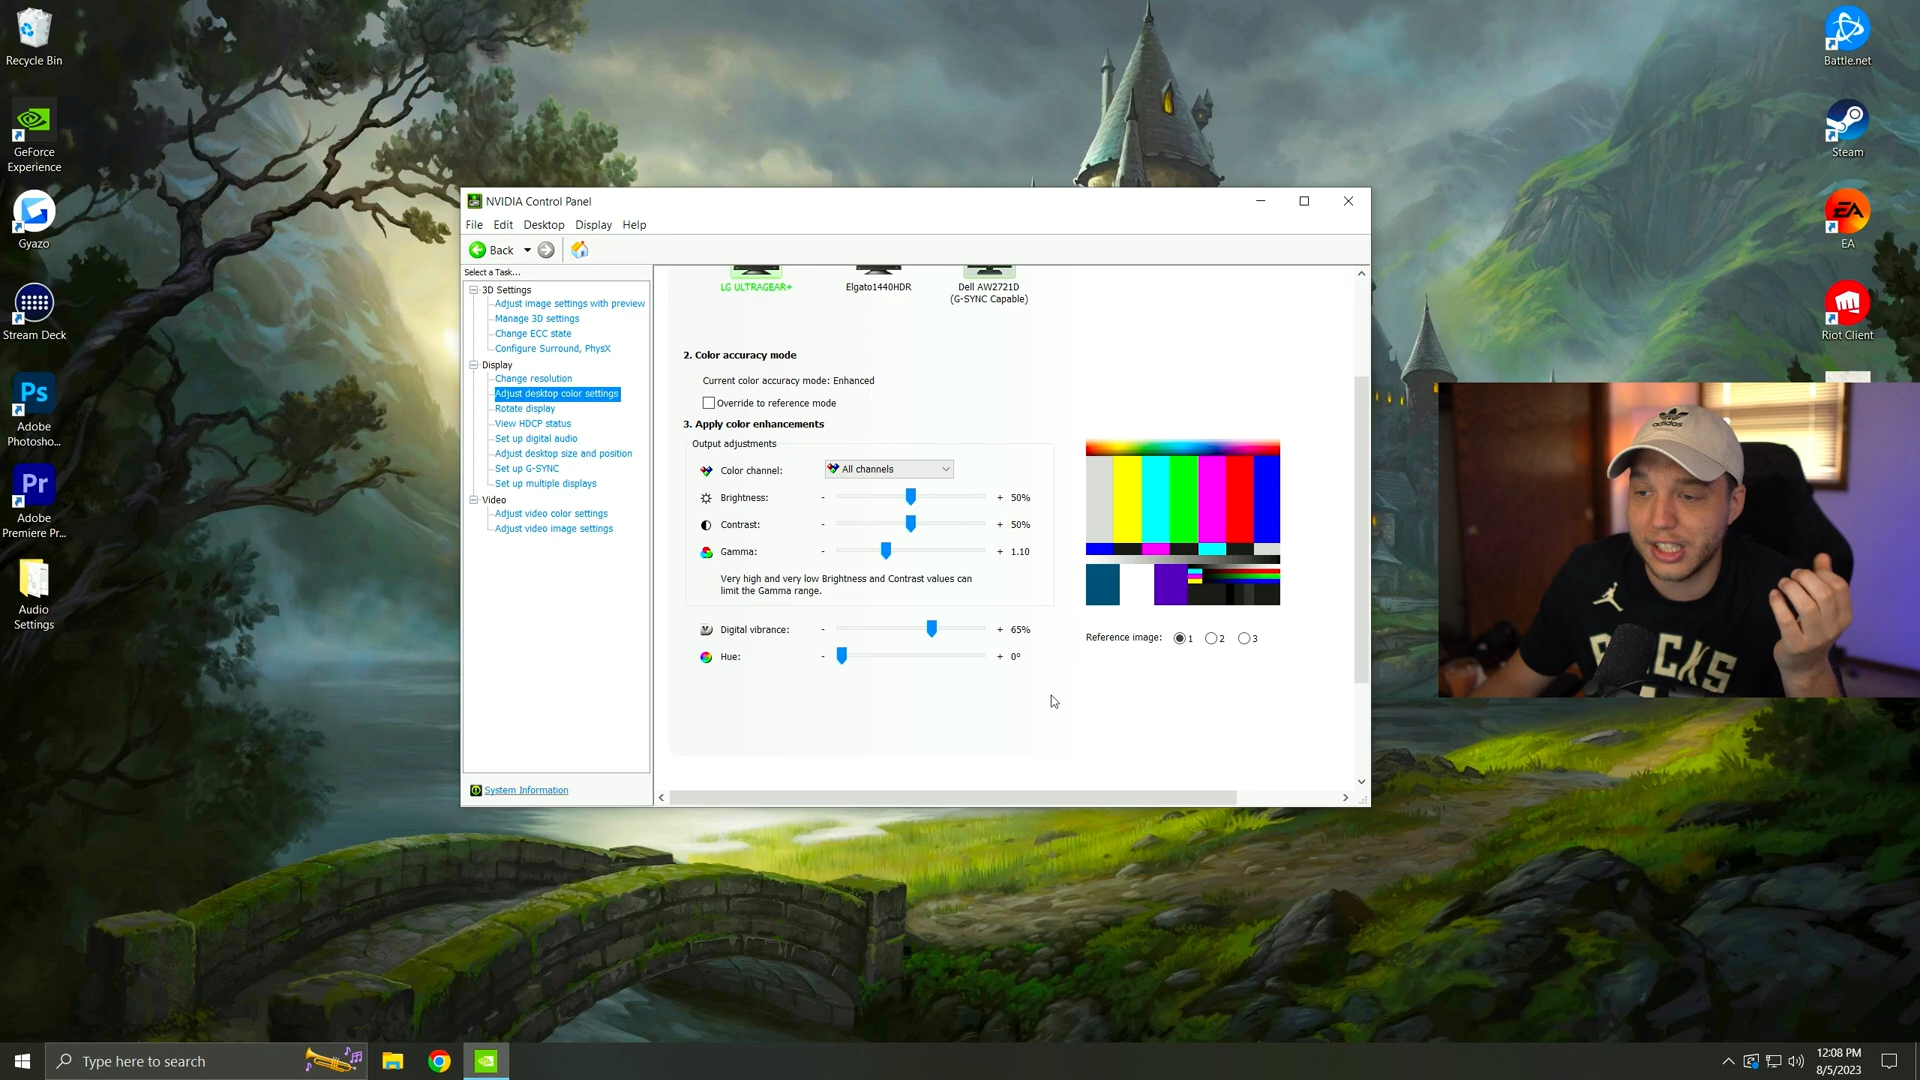 Recycle Bin
GeForce
Experience
Gyazo
Stream Deck
Ps
Adobe
Photosho...
Pr
Adobe
Premiere Pr...
Audio
Settings
NVIDIA Control Panel
File Edit Desktop Display Help
Back
Select a Task...
3D Settings
Adjust image settings with preview
Manage 3D settings
Change ECC state
Configure Surround, PhysX
Display
Change resolution
Adjust desktop color settings
Rotate display
View HDCP status
Set up digital audio
Adjust desktop size and position
Set up G-SYNC
Set up multiple displays
Video
Adjust video color settings
Adjust video image settings
System Information
LG ULTRAGEAR+
Elgato1440HDR
Dell AW2721D
(G-SYNC Capable)
2. Color accuracy mode
Current color accuracy mode: Enhanced
Override to reference mode
3. Apply color enhancements
Output adjustments
Color channel: All channels
Brightness: - + 50%
Contrast: - + 50%
Gamma: - + 1.10
Very high and very low Brightness and Contrast values can
limit the Gamma range.
Digital vibrance: - + 65%
Hue: - + 0°
Reference image: 1 2 3
Battle.net
Steam
EA
EA
Riot Client
adidas
BUCKS
Type here to search
12:08 PM
8/5/2023